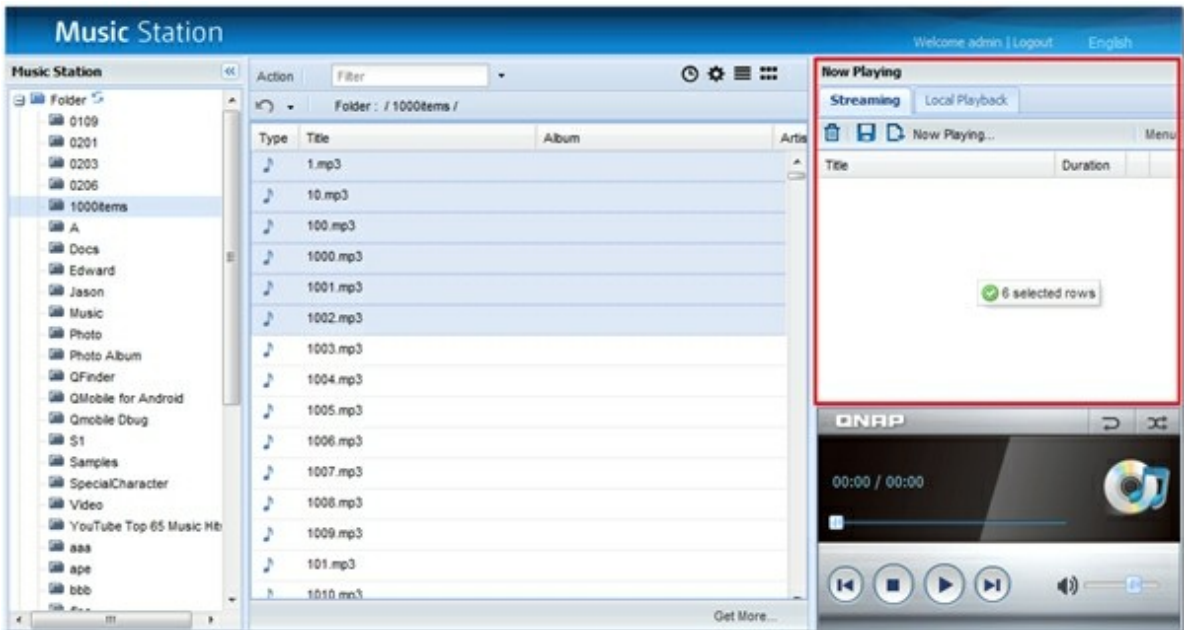 Music Station
Welcome admin | Logout English
Music Station
Folder
0109
0201
0203
0206
1000items
A
Docs
Edward
Jason
Music
Photo
Photo Album
QFinder
QMobile for Android
Qmobile Dbug
S1
Samples
SpecialCharacter
Video
YouTube Top 65 Music Hits
aaa
ape
bbb
Action Filter
Folder : / 1000items /
Type Title Album Artis
1.mp3
10.mp3
100.mp3
1000.mp3
1001.mp3
1002.mp3
1003.mp3
1004.mp3
1005.mp3
1006.mp3
1007.mp3
1008.mp3
1009.mp3
101.mp3
1010.mp3
Get More...
Now Playing
Streaming Local Playback
Now Playing... Menu
Title Duration
6 selected rows
QNAP
00:00 / 00:00